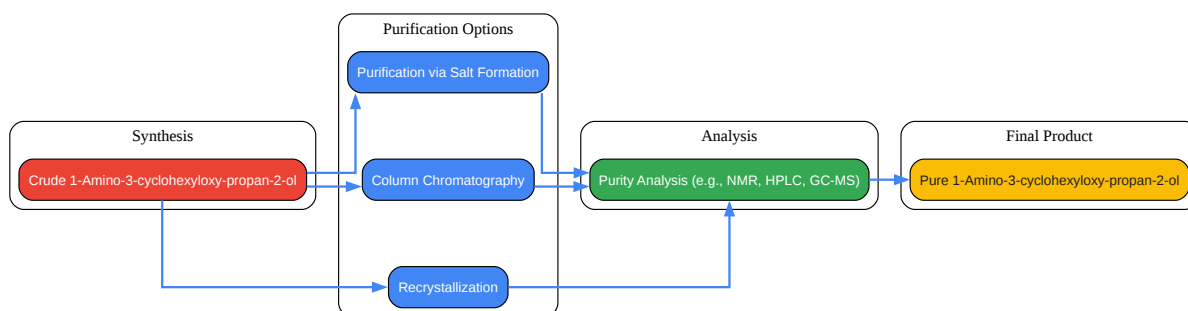 Purification Options
Purification via Salt Formation
Synthesis
Analysis
Final Product
Crude 1-Amino-3-cyclohexyloxy-propan-2-ol
Column Chromatography
Purity Analysis (e.g., NMR, HPLC, GC-MS)
Pure 1-Amino-3-cyclohexyloxy-propan-2-ol
Recrystallization